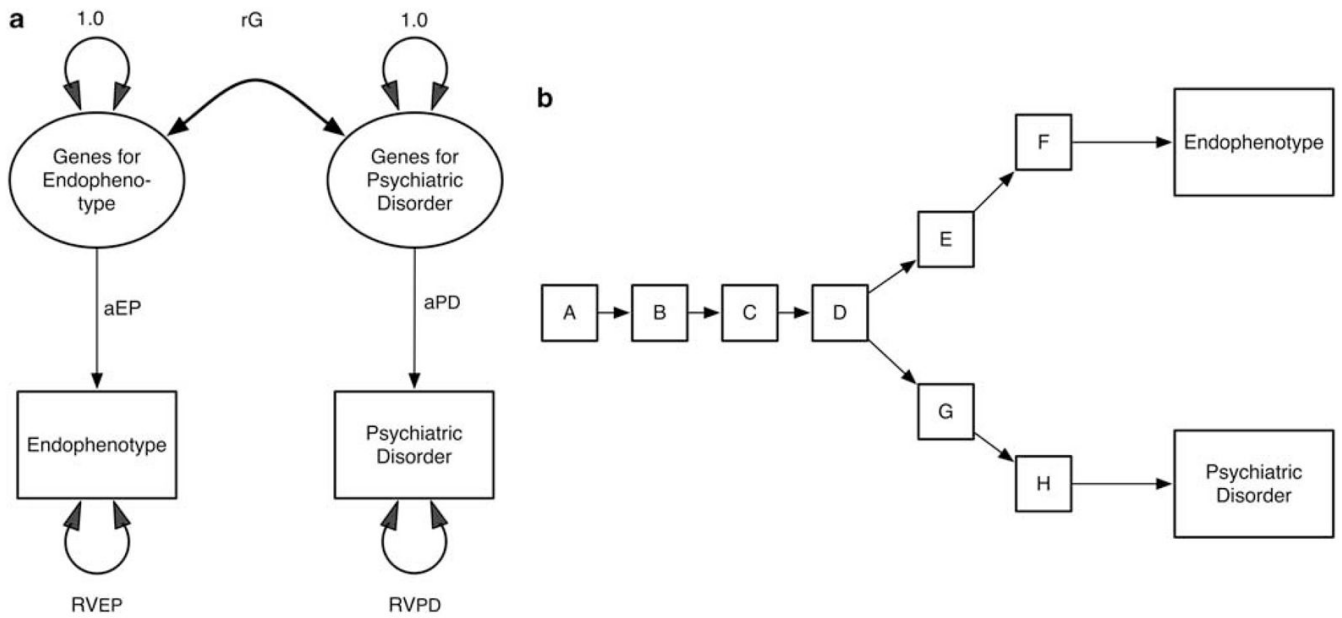 a
1.0
rG
1.0
Genes for
Endopheno-
type
Genes for
Psychiatric
Disorder
aEP
aPD
Endophenotype
Psychiatric
Disorder
RVEP
RVPD
b
A
B
C
D
E
F
Endophenotype
G
H
Psychiatric
Disorder